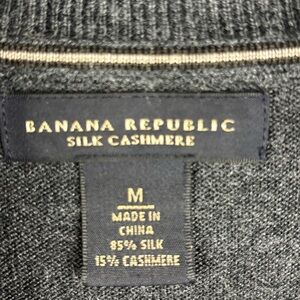 BANANA REPUBLIC
SILK CASHMERE
M
MADE IN
CHINA
85% SILK
15% CASHMERE